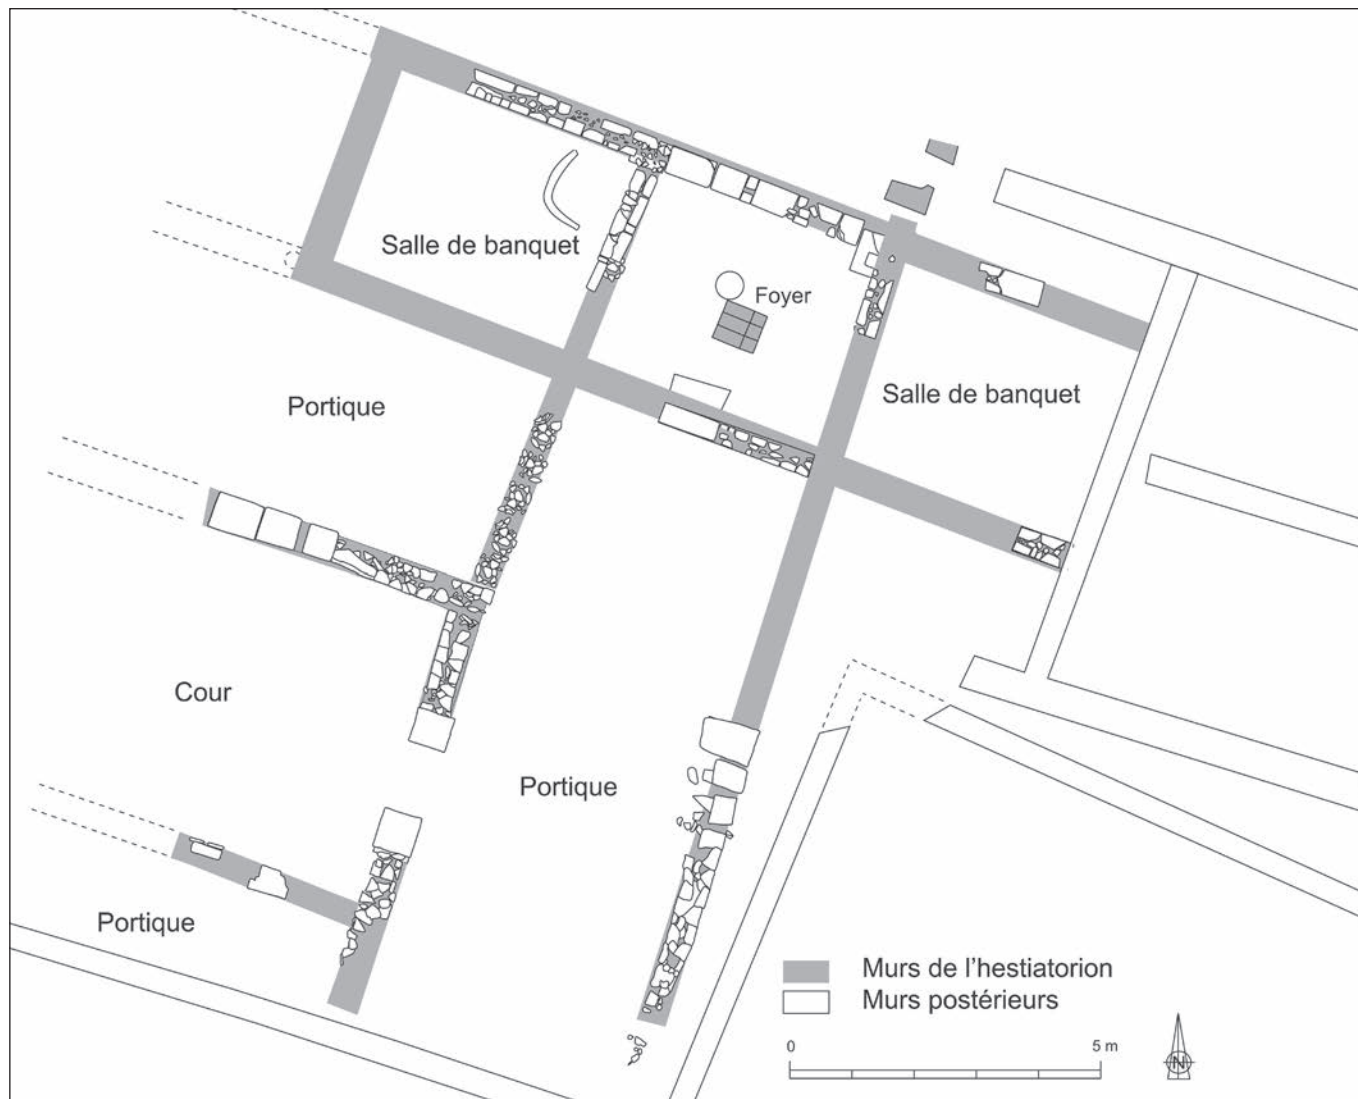 Salle de banquet
Foyer
Salle de banquet
Portique
Cour
Portique
Portique
Murs de l'hestiatorion
Murs postérieurs
0 5 m
N